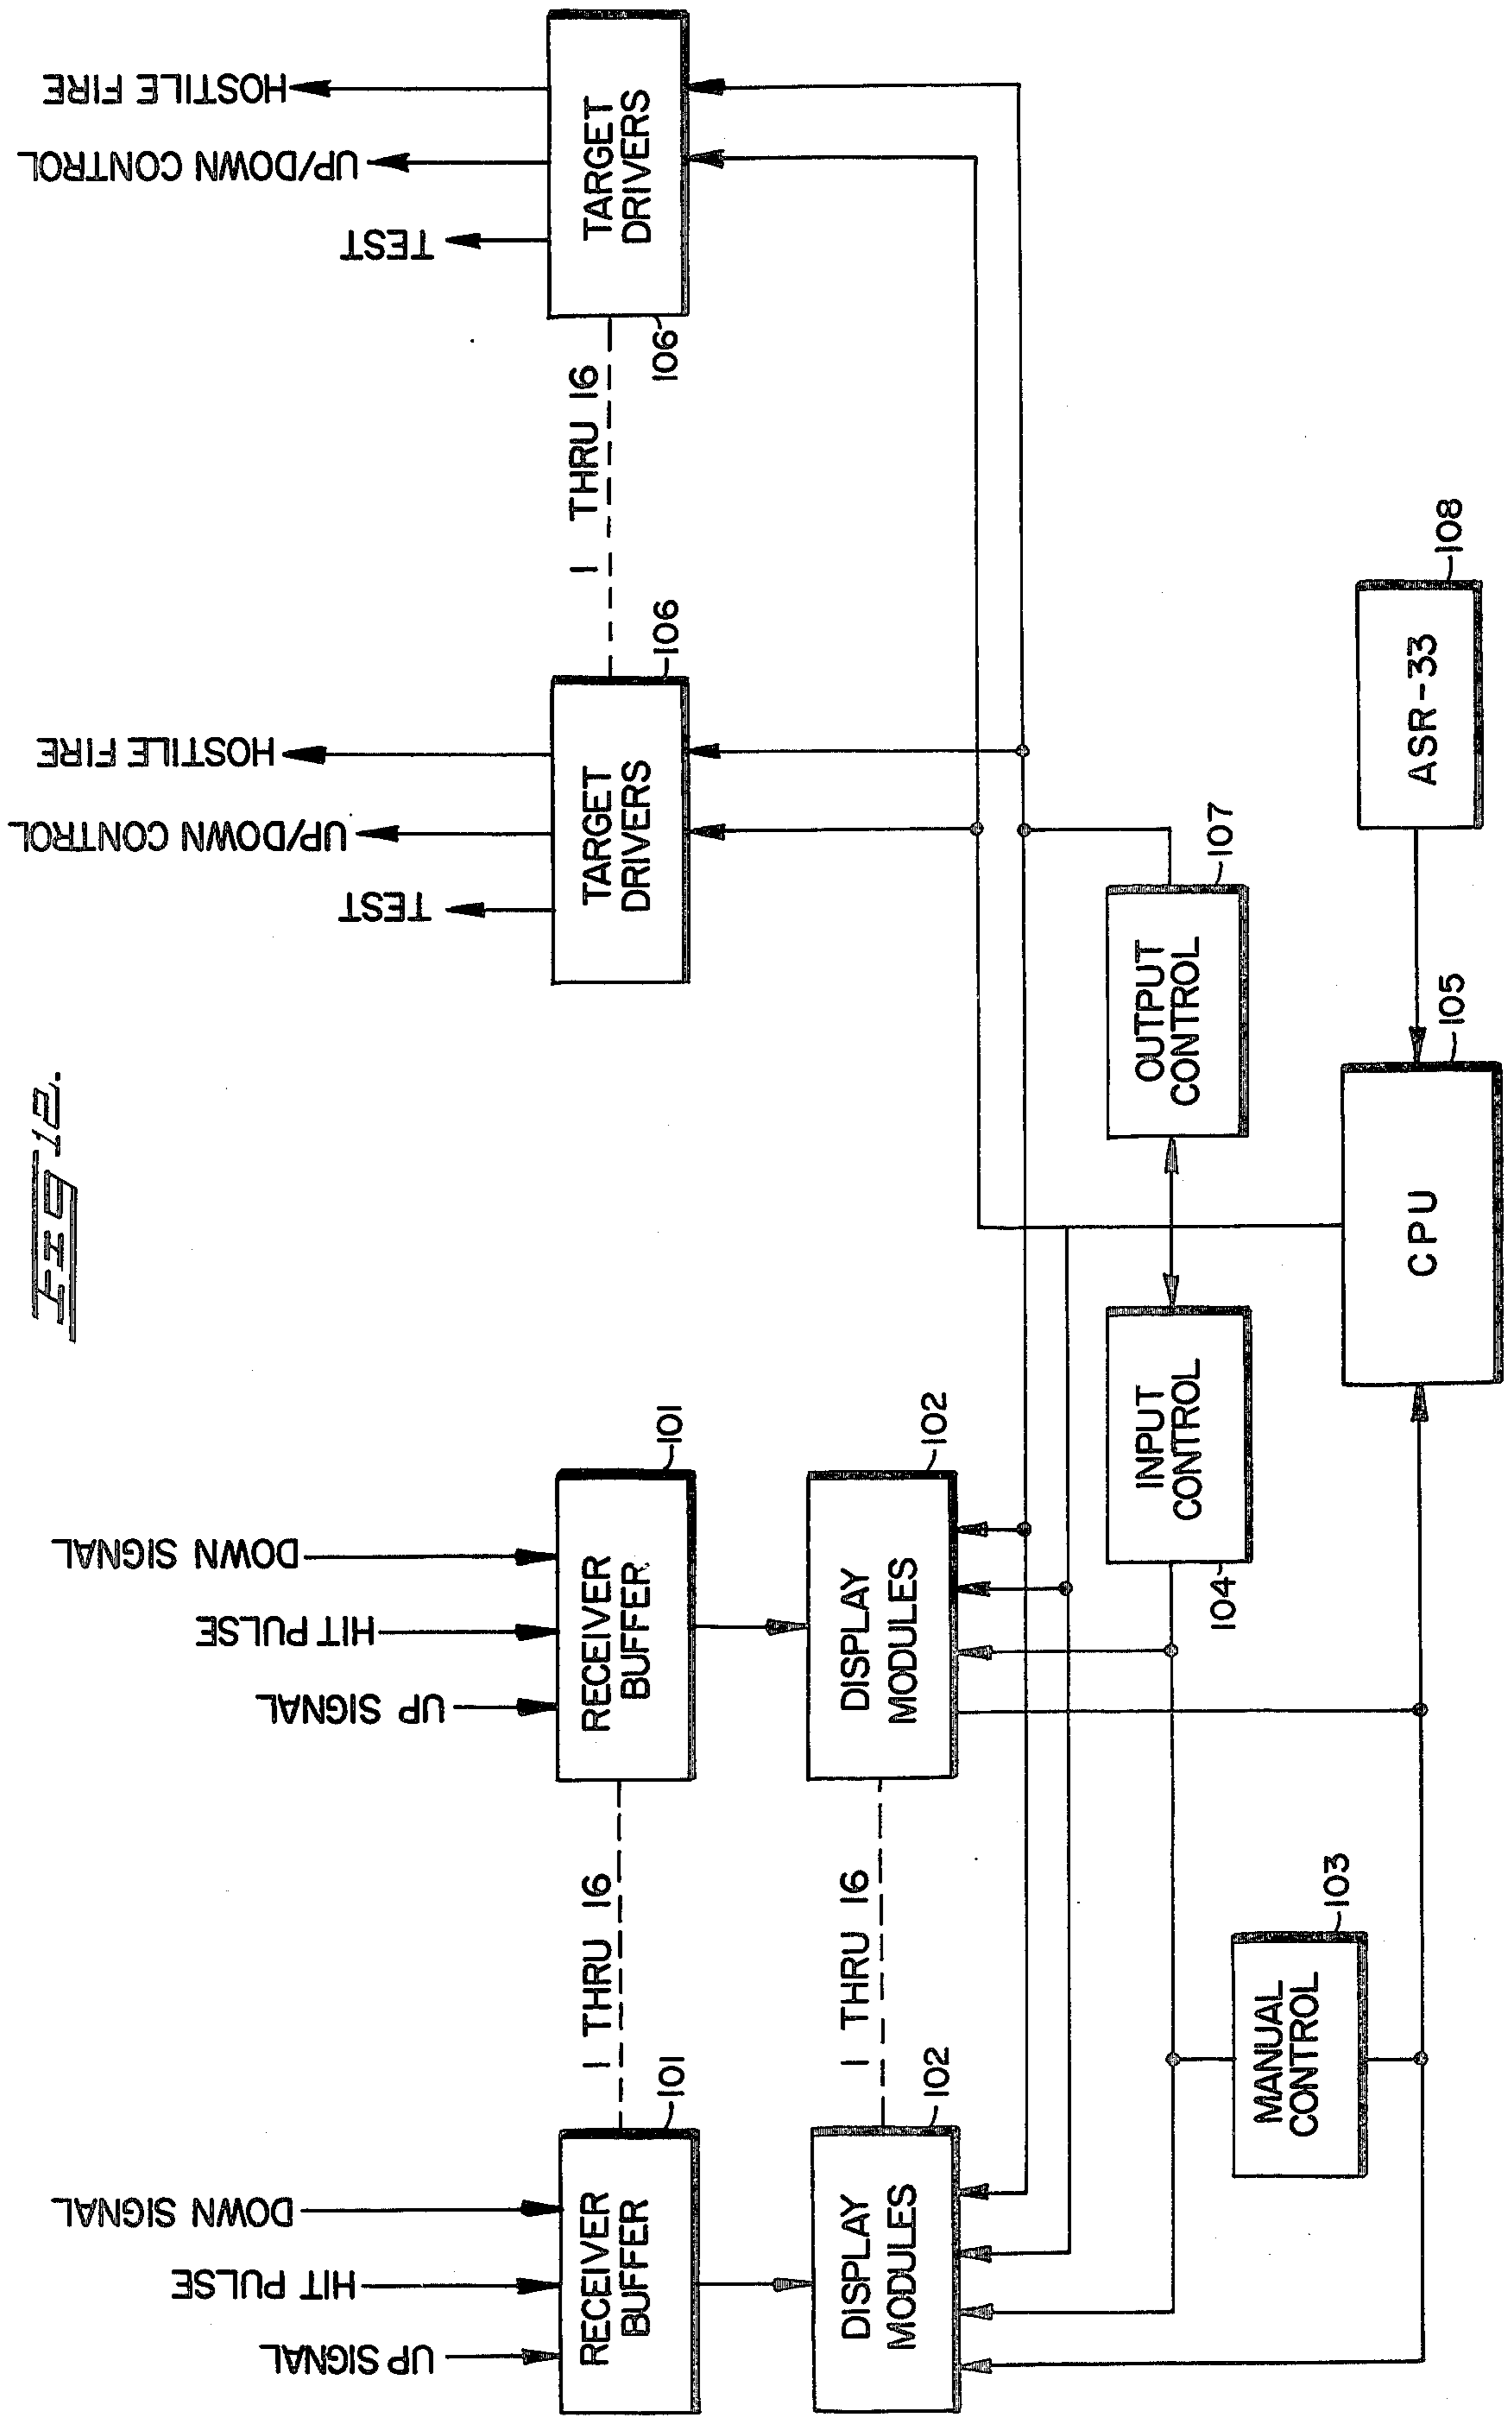 FIG 12.
UP SIGNAL
HIT PULSE
DOWN SIGNAL
RECEIVER
BUFFER
101
1 THRU 16
UP SIGNAL
HIT PULSE
DOWN SIGNAL
RECEIVER
BUFFER
101
TEST
UP/DOWN CONTROL
HOSTILE FIRE
TARGET
DRIVERS
106
1 THRU 16
TEST
UP/DOWN CONTROL
HOSTILE FIRE
TARGET
DRIVERS
106
DISPLAY
MODULES
102
1 THRU 16
DISPLAY
MODULES
102
INPUT
CONTROL
104
OUTPUT
CONTROL
107
MANUAL
CONTROL
103
CPU
105
ASR-33
108